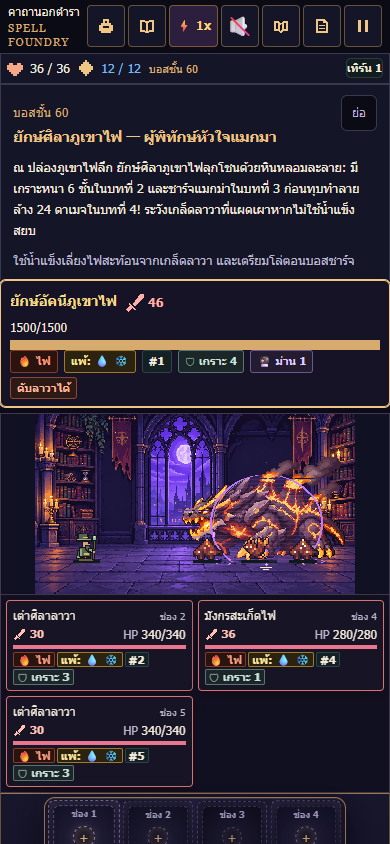 คาถานอกตำรา
SPELL
FOUNDRY
1x
36 / 36 12 / 12 บอสชั้น 60 เทิร์น 1
บอสชั้น 60
ย่อ
ยักษ์ศิลาภูเขาไฟ — ผู้พิทักษ์หัวใจแมกมา
ณ ปล่องภูเขาไฟลึก ยักษ์ศิลาภูเขาไฟลุกโชนด้วยหินหลอมละลาย: มี
เกราะหนา 6 ชั้นในบทที่ 2 และชาร์จแมกม่าในบทที่ 3 ก่อนทุบทำลาย
ล้าง 24 ดาเมจในบทที่ 4! ระวังเกล็ดลาวาที่แผดเผาหากไม่ใช้น้ำแข็ง
สยบ
ใช้น้ำแข็งเลี่ยงไฟสะท้อนจากเกล็ดลาวา และเตรียมโล่ตอนบอสชาร์จ
ยักษ์อัคนีภูเขาไฟ 46
1500/1500
ไฟ แพ้: #1 เกราะ 4 ม่าน 1
ดับลาวาได้
เต่าศิลาลาวา ช่อง 2
30 HP 340/340
ไฟ แพ้: #2
เกราะ 3
มังกรสะเก็ดไฟ ช่อง 4
36 HP 280/280
ไฟ แพ้: #4
เกราะ 1
เต่าศิลาลาวา ช่อง 5
30 HP 340/340
ไฟ แพ้: #5
เกราะ 3
ช่อง 1 ช่อง 2 ช่อง 3 ช่อง 4
+ + + +